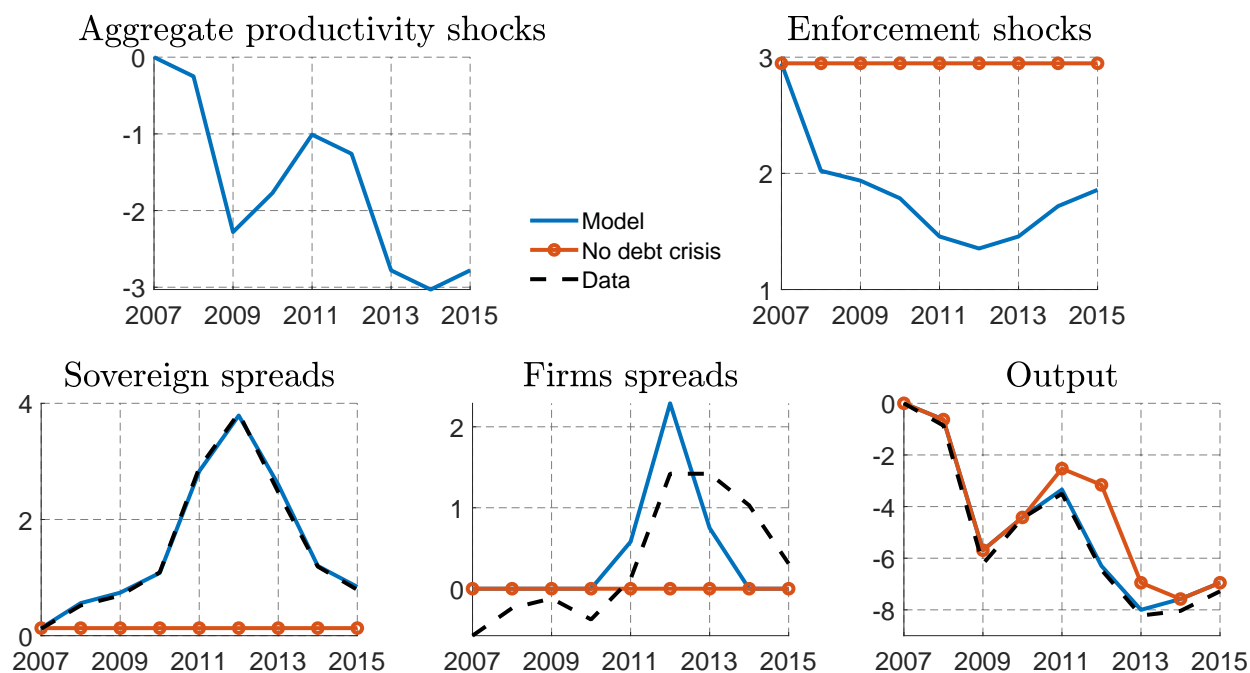 Aggregate productivity shocks
0
-1
-2
-3
2007 2009 2011 2013 2015
Model
No debt crisis
Data
Enforcement shocks
3
2
1
2007 2009 2011 2013 2015
Sovereign spreads
4
2
0
2007 2009 2011 2013 2015
Firms spreads
2
1
0
2007 2009 2011 2013 2015
Output
0
-2
-4
-6
-8
2007 2009 2011 2013 2015